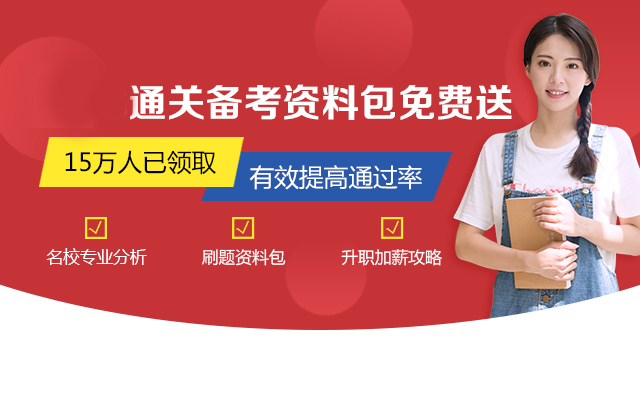 通关备考资料包免费送
15万人已领取
有效提高通过率
名校专业分析
刷题资料包
升职加薪攻略
Champion